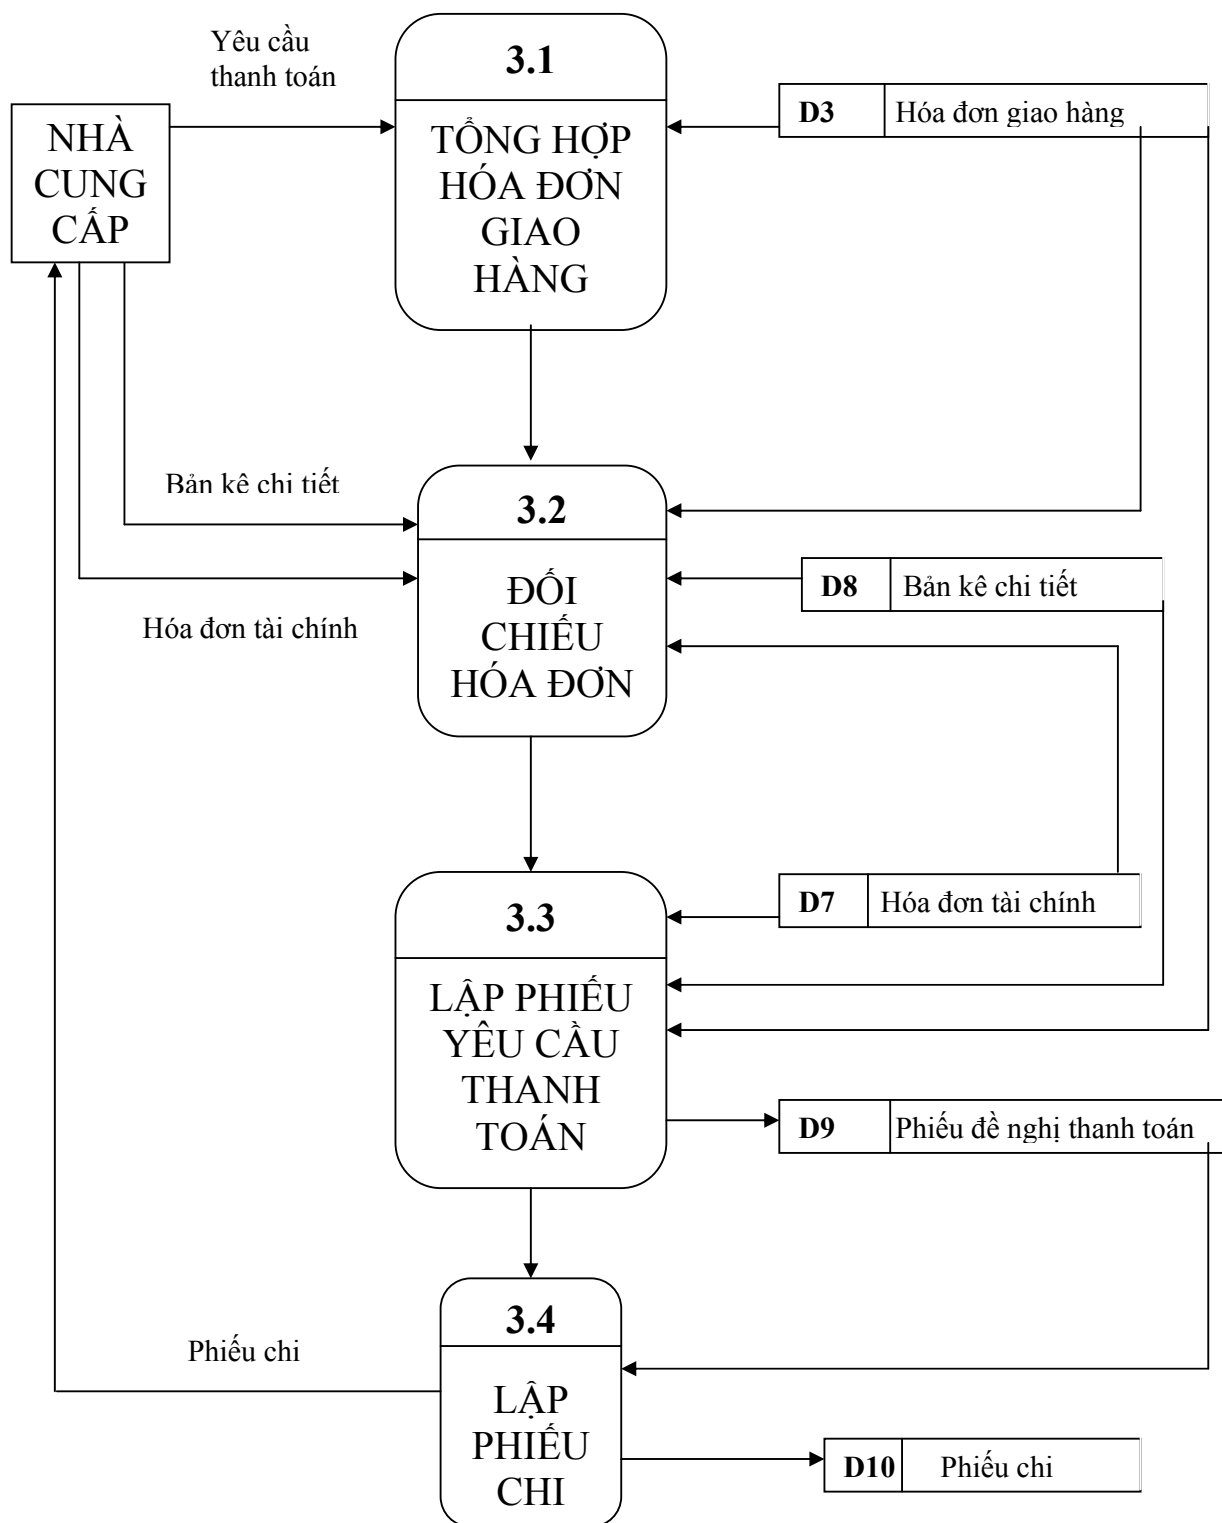 Yêu cầu
thanh toán
3.1
TỔNG HỢP
HÓA ĐƠN
GIAO
HÀNG
D3 Hóa đơn giao hàng
NHÀ
CUNG
CẤP
Bản kê chi tiết
3.2
ĐỐI
CHIẾU
HÓA ĐƠN
D8 Bản kê chi tiết
Hóa đơn tài chính
3.3
LẬP PHIẾU
YÊU CẦU
THANH
TOÁN
D7 Hóa đơn tài chính
D9 Phiếu đề nghị thanh toán
3.4
LẬP
PHIẾU
CHI
Phiếu chi
D10 Phiếu chi